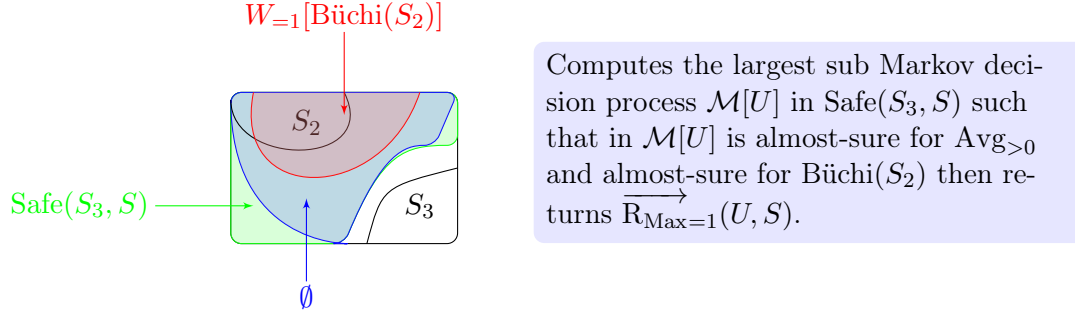 W=1[Büchi(S2)]
S2
Safe(S3, S)
S3
∅
Computes the largest sub Markov deci-
sion process M[U] in Safe(S3, S) such
that in M[U] is almost-sure for Avg>0
and almost-sure for Büchi(S2) then re-
turns RMax=1(U, S).